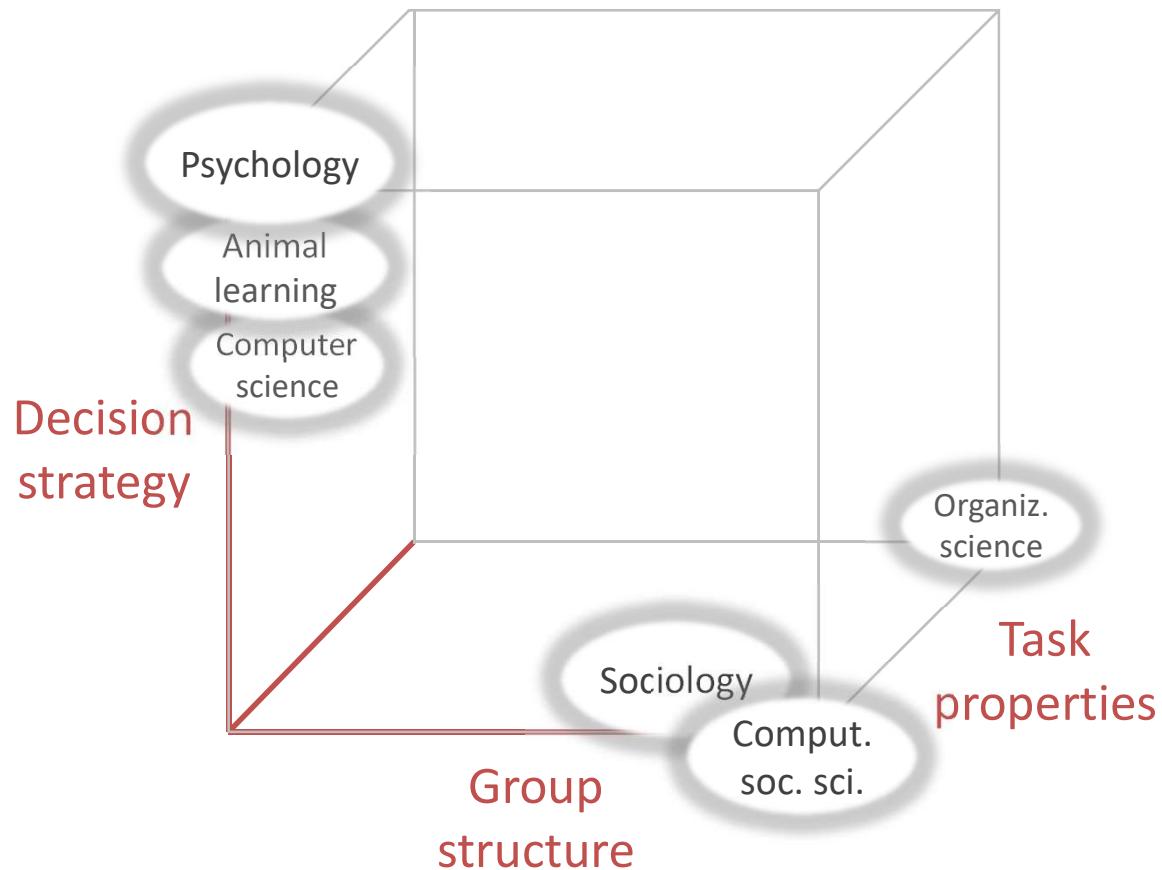 Psychology
Animal
learning
Computer
science
Decision
strategy
Organiz.
science
Task
properties
Sociology
Comput.
soc. sci.
Group
structure